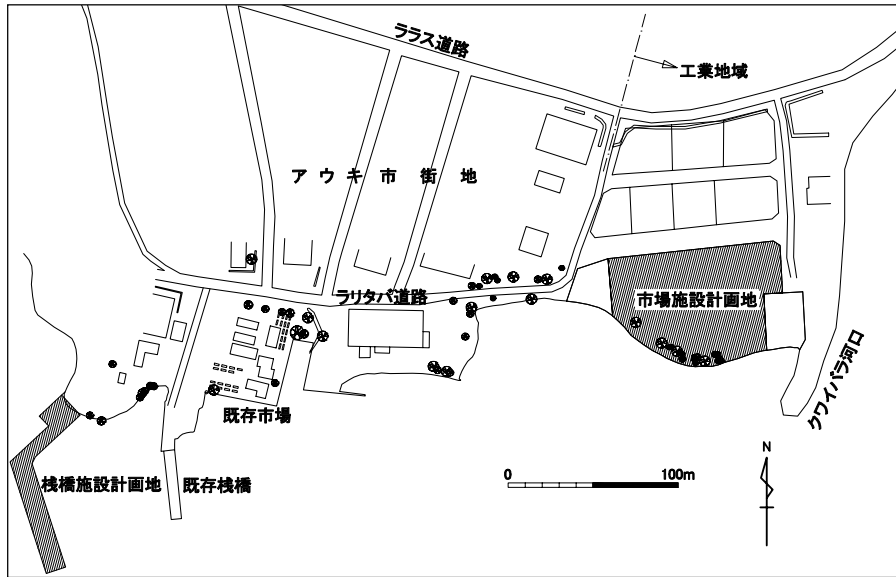 ララス道路
工業地域
アウキ市街地
ラリタパ道路
市場施設計画地
クワイバラ河口
既存市場
桟橋施設計画地
既存桟橋
0 100m
N